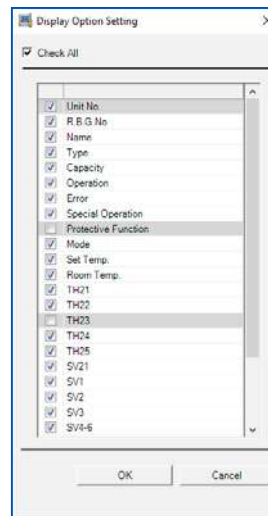 Display Option Setting
Check All
Unit No.
R.B.G.No
Name
Type
Capacity
Operation
Error
Special Operation
Protective Function
Mode
Set Temp.
Room Temp.
TH21
TH22
TH23
TH24
TH25
SV21
SV1
SV2
SV3
SV4-6
OK
Cancel